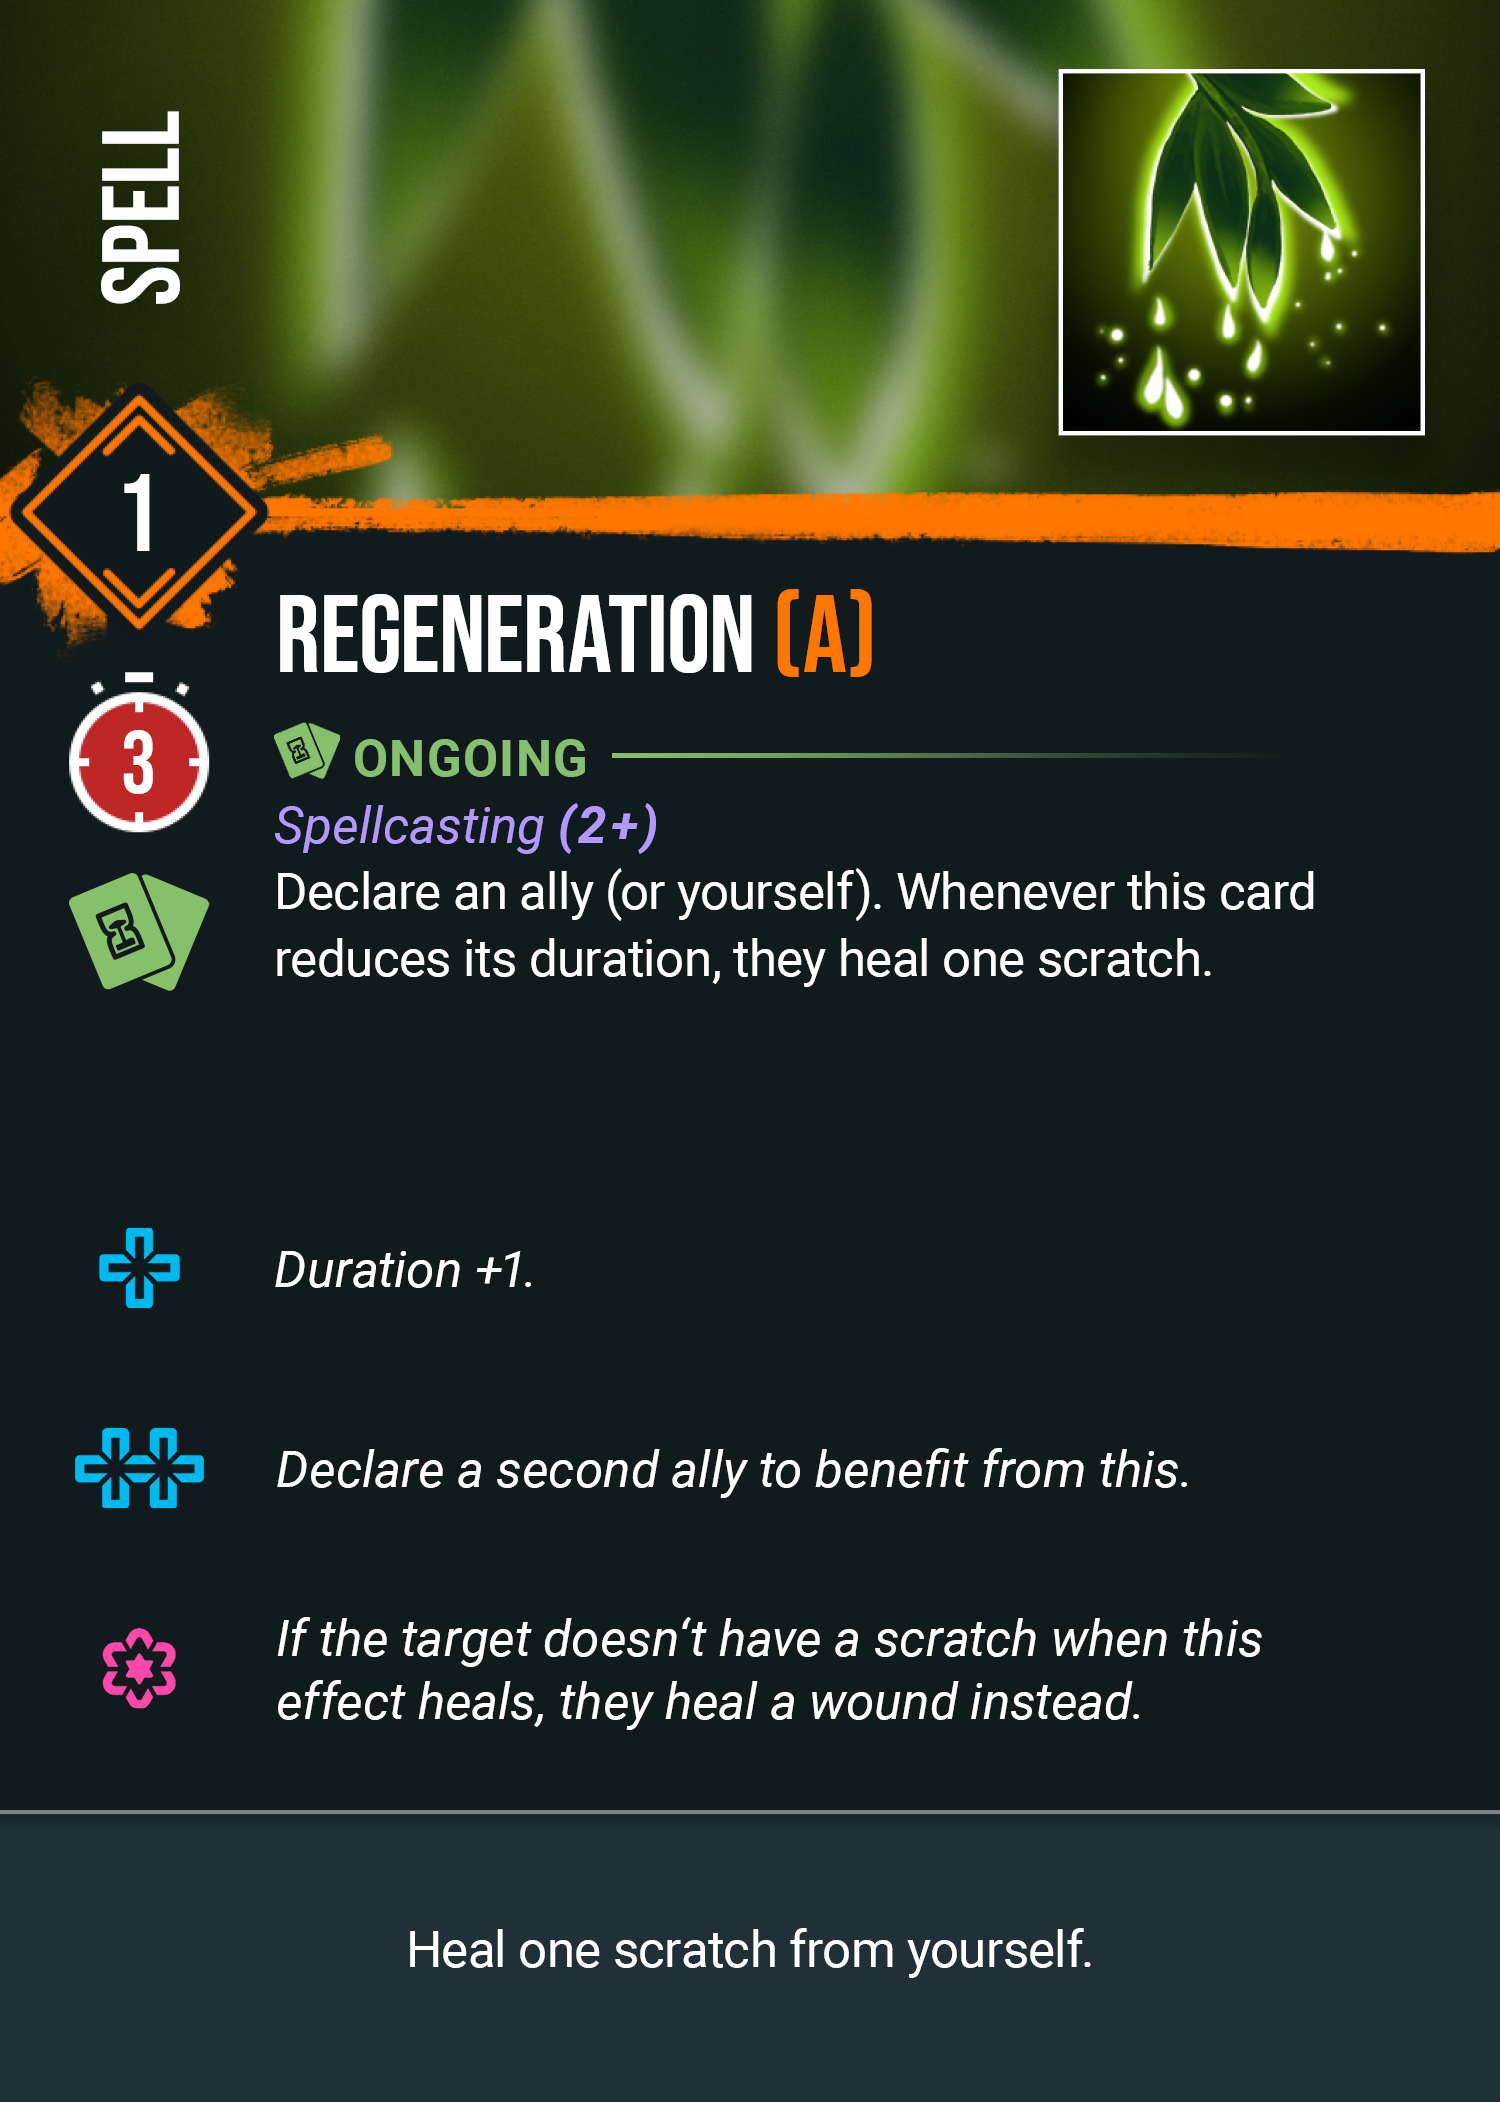 SPELL
1
REGENERATION (A)
3
ONGOING
Spellcasting (2+)
Declare an ally (or yourself). Whenever this card
reduces its duration, they heal one scratch.
Duration +1.
Declare a second ally to benefit from this.
If the target doesn‘t have a scratch when this
effect heals, they heal a wound instead.
Heal one scratch from yourself.